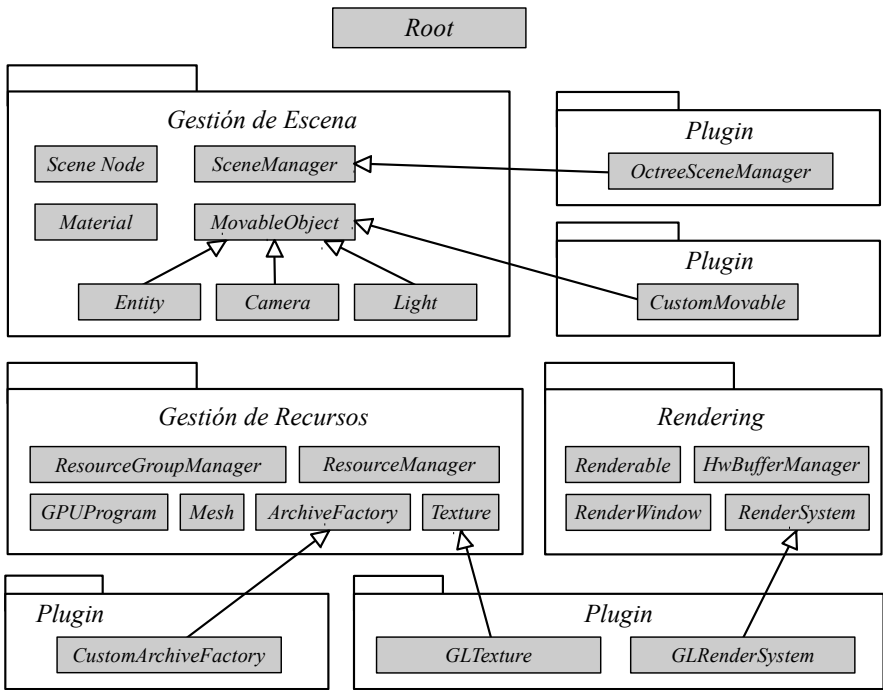 Root
Gestión de Escena
Scene Node
SceneManager
Material
MovableObject
Entity
Camera
Light
Plugin
OctreeSceneManager
Plugin
CustomMovable
Gestión de Recursos
ResourceGroupManager
ResourceManager
GPUProgram
Mesh
ArchiveFactory
Texture
Rendering
Renderable
HwBufferManager
RenderWindow
RenderSystem
Plugin
CustomArchiveFactory
Plugin
GLTexture
GLRenderSystem